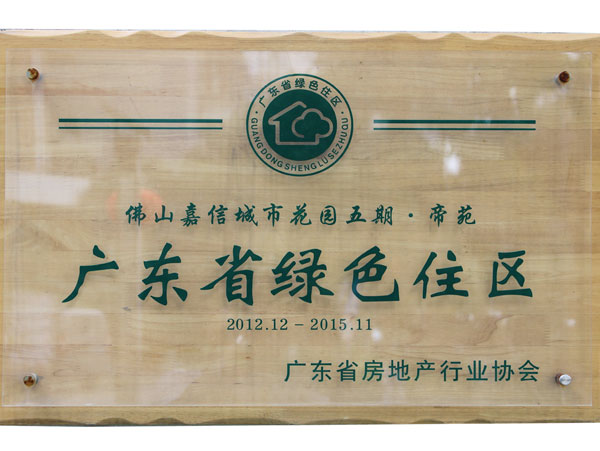 广东省绿色住区
GUANGDONGSHENGLUSEZHUQU
佛山嘉信城市花园五期·帝苑
广东省绿色住区
2012.12－2015.11
广东省房地产行业协会